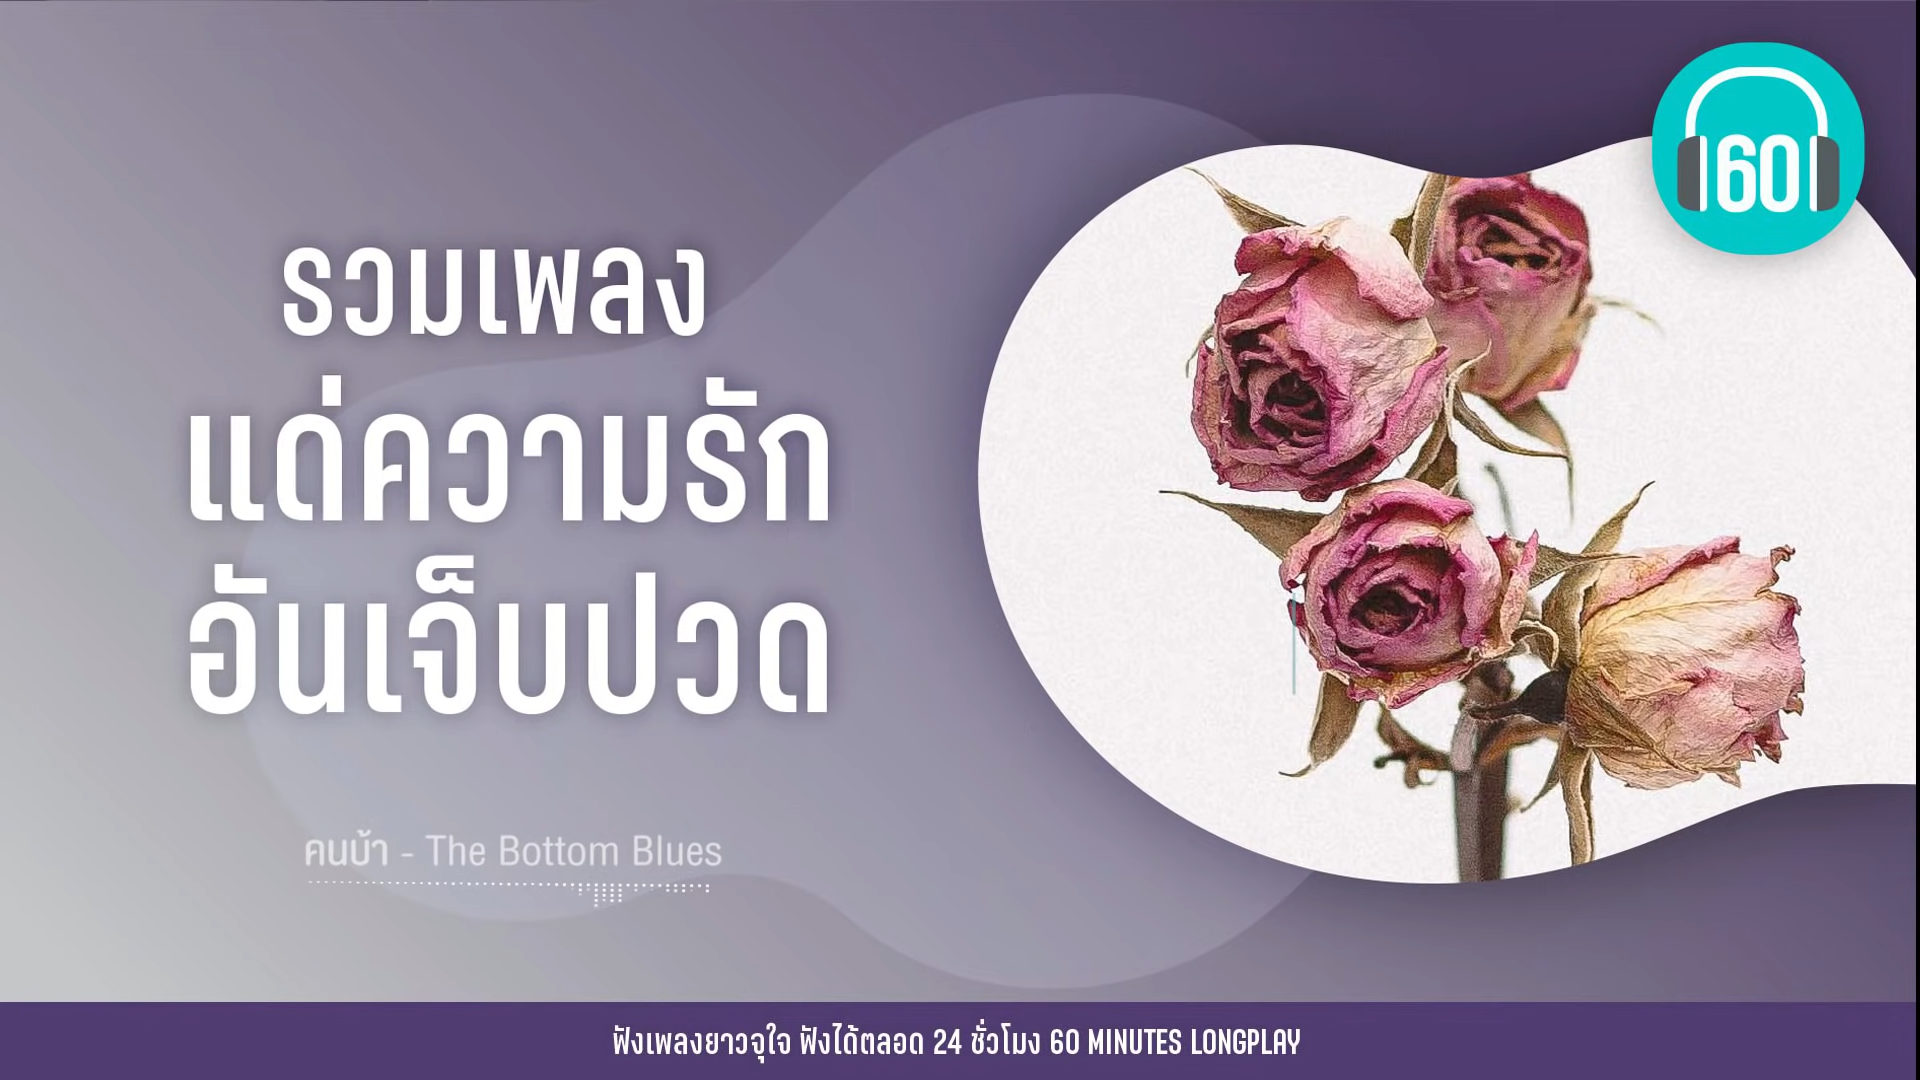 60
รวมเพลง
แด่ความรัก
อันเจ็บปวด
คนบ้า - The Bottom Blues
ฟังเพลงยาวจุใจ ฟังได้ตลอด 24 ชั่วโมง 60 MINUTES LONGPLAY